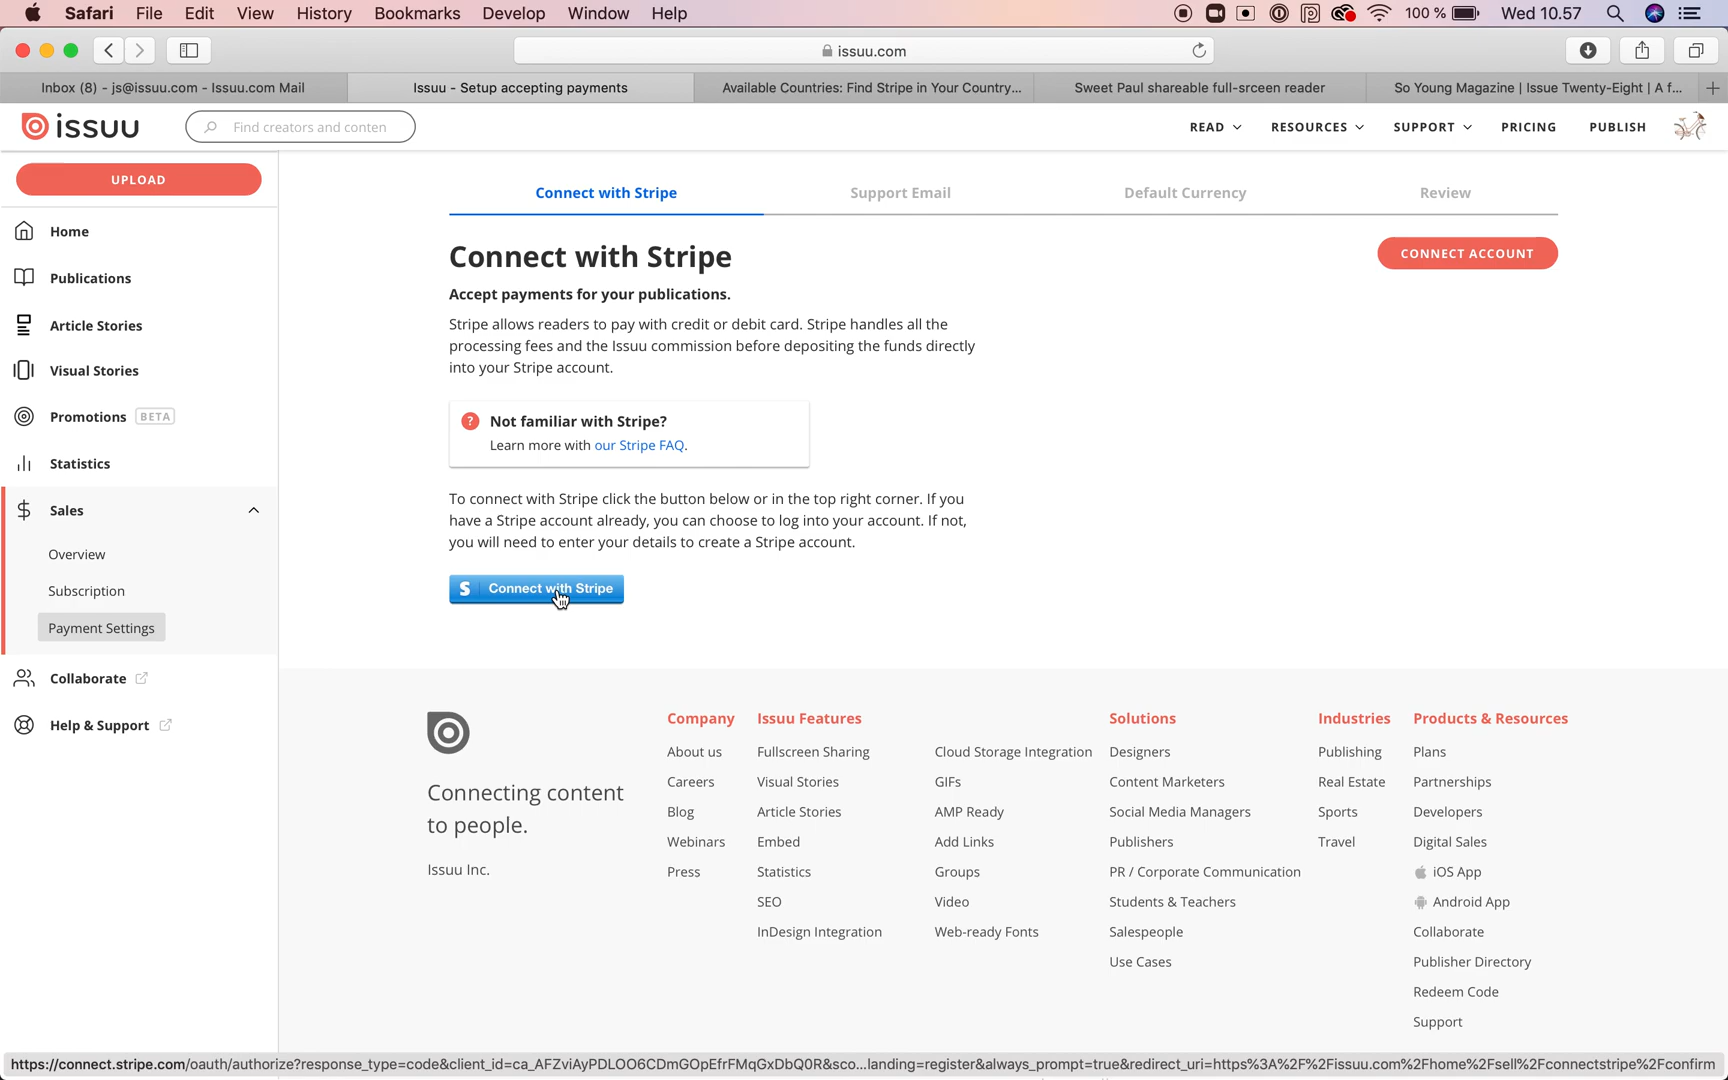 Safari File Edit View History Bookmarks Develop Window Help 100 % Wed 10.57
issuu.com
Inbox (8) - js@issuu.com - Issuu.com Mail
Issuu - Setup accepting payments
Available Countries: Find Stripe in Your Country...
Sweet Paul shareable full-srceen reader
So Young Magazine | Issue Twenty-Eight | A f...
issuu
Find creators and conten
READ RESOURCES SUPPORT PRICING PUBLISH
UPLOAD
Home
Publications
Article Stories
Visual Stories
Promotions BETA
Statistics
Sales
Overview
Subscription
Payment Settings
Collaborate
Help & Support
Connect with Stripe Support Email Default Currency Review
Connect with Stripe
CONNECT ACCOUNT
Accept payments for your publications.
Stripe allows readers to pay with credit or debit card. Stripe handles all the
processing fees and the Issuu commission before depositing the funds directly
into your Stripe account.
? Not familiar with Stripe?
Learn more with our Stripe FAQ.
To connect with Stripe click the button below or in the top right corner. If you
have a Stripe account already, you can choose to log into your account. If not,
you will need to enter your details to create a Stripe account.
S Connect with Stripe
Connecting content
to people.
Issuu Inc.
Company
About us
Careers
Blog
Webinars
Press
Issuu Features
Fullscreen Sharing
Visual Stories
Article Stories
Embed
Statistics
SEO
InDesign Integration
Cloud Storage Integration
GIFs
AMP Ready
Add Links
Groups
Video
Web-ready Fonts
Solutions
Designers
Content Marketers
Social Media Managers
Publishers
PR / Corporate Communication
Students & Teachers
Salespeople
Use Cases
Industries
Publishing
Real Estate
Sports
Travel
Products & Resources
Plans
Partnerships
Developers
Digital Sales
iOS App
Android App
Collaborate
Publisher Directory
Redeem Code
Support
https://connect.stripe.com/oauth/authorize?response_type=code&client_id=ca_AFZviAyPDLOO6CDmGOpEfrFMqGxDbQ0R&sco...landing=register&always_prompt=true&redirect_uri=https%3A%2F%2Fissuu.com%2Fhome%2Fsell%2Fconnectstripe%2Fconfirm